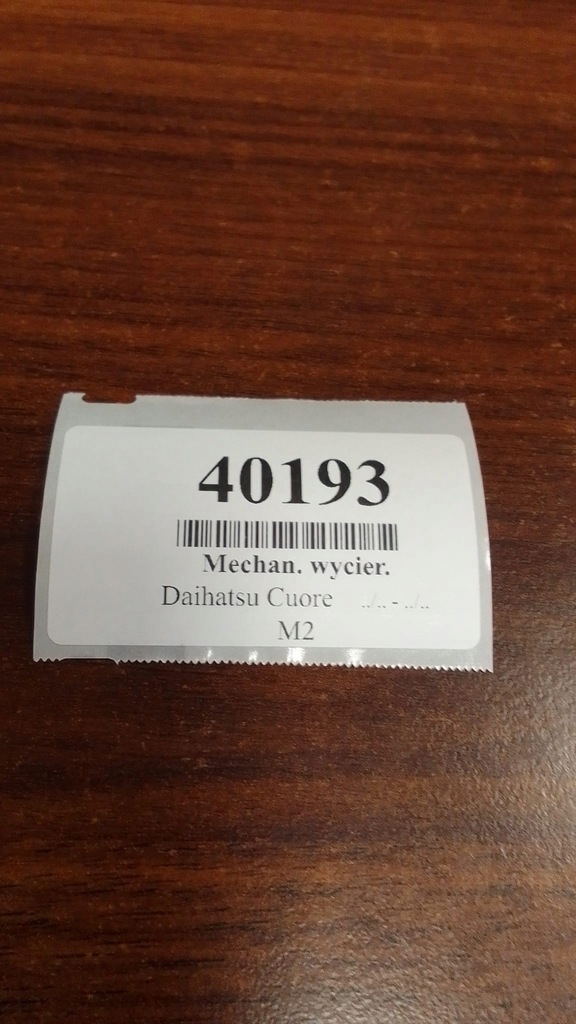 40193
Mechan. wycier.
Daihatsu Cuore ../.. - ../..
M2